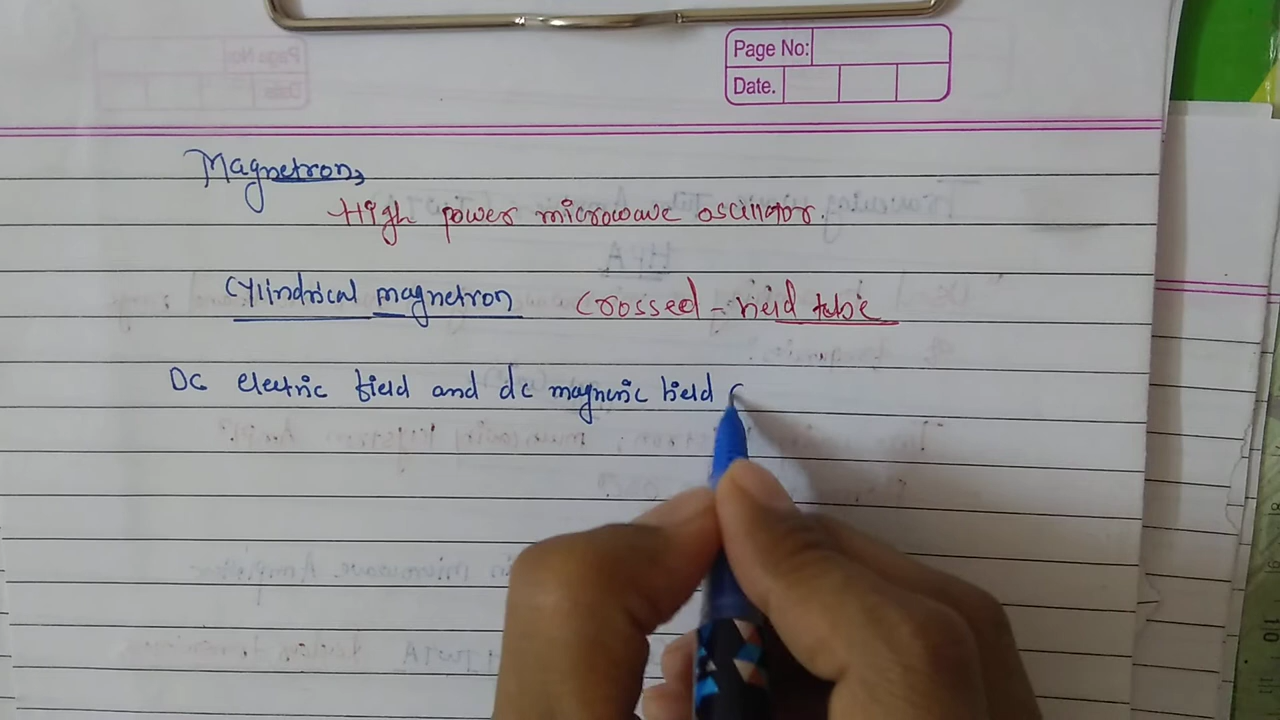 Page No:
Date.
Magnetron,
High power microwave oscillator.
Cylindrical magnetron Crossed - field tube
DC electric field and dc magnetic field